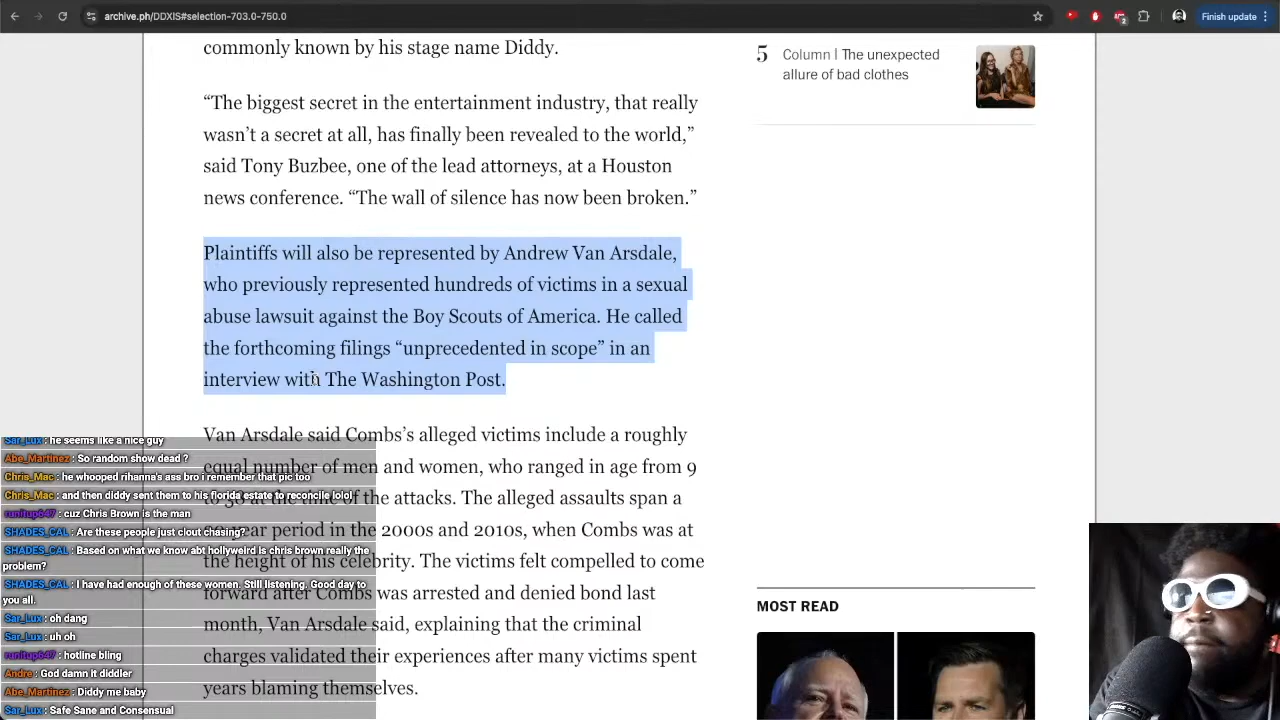 archive.ph/DDXIS#selection-703.0-750.0
Finish update
commonly known by his stage name Diddy.
“The biggest secret in the entertainment industry, that really
wasn’t a secret at all, has finally been revealed to the world,”
said Tony Buzbee, one of the lead attorneys, at a Houston
news conference. “The wall of silence has now been broken.”
Plaintiffs will also be represented by Andrew Van Arsdale,
who previously represented hundreds of victims in a sexual
abuse lawsuit against the Boy Scouts of America. He called
the forthcoming filings “unprecedented in scope” in an
interview with The Washington Post.
Van Arsdale said Combs’s alleged victims include a roughly
equal number of men and women, who ranged in age from 9
to 38 at the time of the attacks. The alleged assaults span a
period in the 2000s and 2010s, when Combs was at
the height of his celebrity. The victims felt compelled to come
forward after Combs was arrested and denied bond last
month, Van Arsdale said, explaining that the criminal
charges validated their experiences after many victims spent
years blaming themselves.
5 Column | The unexpected
allure of bad clothes
MOST READ
Sar_Lux : he seems like a nice guy
Abe_Martinez : So random show dead ?
Chris_Mac : he whooped rihanna's ass bro i remember that pic too
Chris_Mac : and then diddy sent them to his florida estate to reconcile lolol
runitup647 : cuz Chris Brown is the man
SHADES_CAL : Are these people just clout chasing?
SHADES_CAL : Based on what we know abt hollyweird is chris brown really the
problem?
SHADES_CAL : I have had enough of these women. Still listening. Good day to
you all.
Sar_Lux : oh dang
Sar_Lux : uh oh
runitup647 : hotline bling
Andre : God damn it diddler
Abe_Martinez : Diddy me baby
Sar_Lux : Safe Sane and Consensual